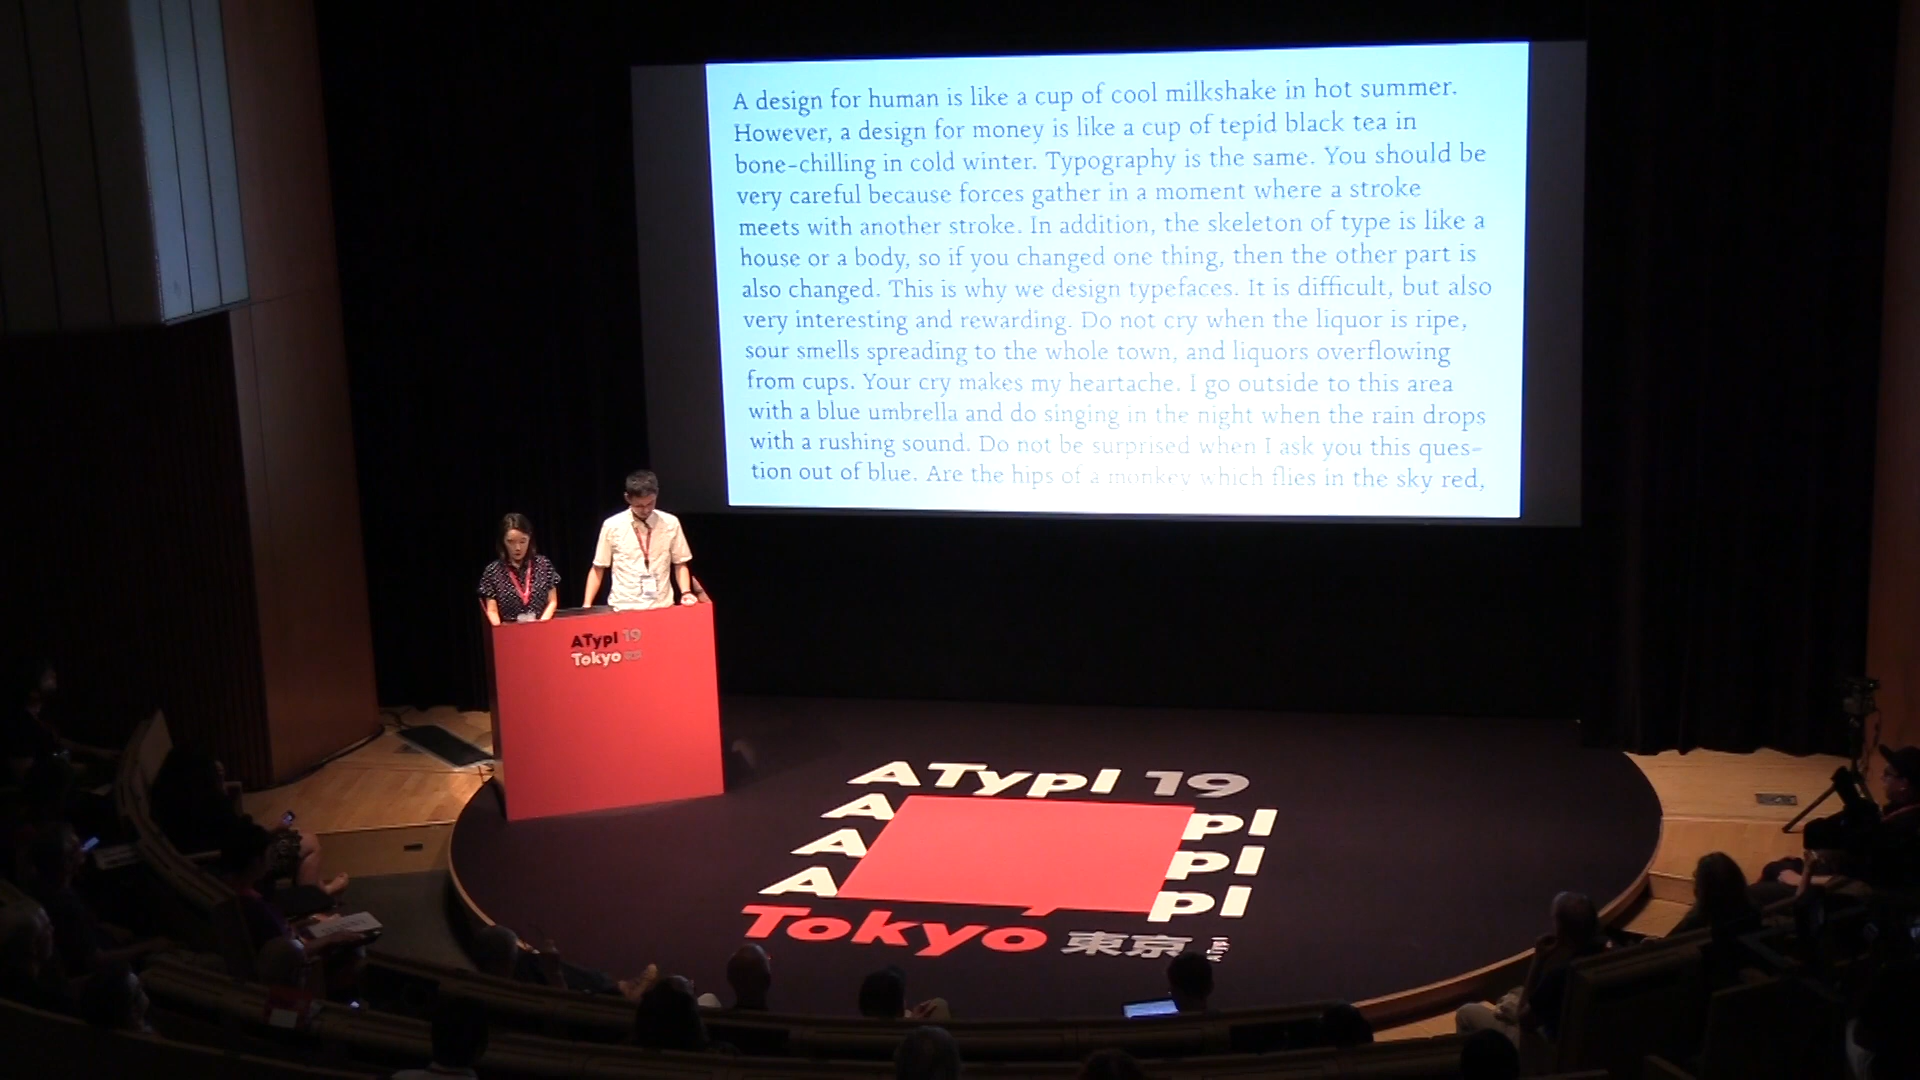 A design for human is like a cup of cool milkshake in hot summer.
However, a design for money is like a cup of tepid black tea in
bone-chilling in cold winter. Typography is the same. You should be
very careful because forces gather in a moment where a stroke
meets with another stroke. In addition, the skeleton of type is like a
house or a body, so if you changed one thing, then the other part is
also changed. This is why we design typefaces. It is difficult, but also
very interesting and rewarding. Do not cry when the liquor is ripe,
sour smells spreading to the whole town, and liquors overflowing
from cups. Your cry makes my heartache. I go outside to this area
with a blue umbrella and do singing in the night when the rain drops
with a rushing sound. Do not be surprised when I ask you this ques-
tion out of blue. Are the hips of a monkey which flies in the sky red,
ATypI 19
Tokyo 東京
ATypI 19
A pI
A pI
A pI
Tokyo 東京 ATypI